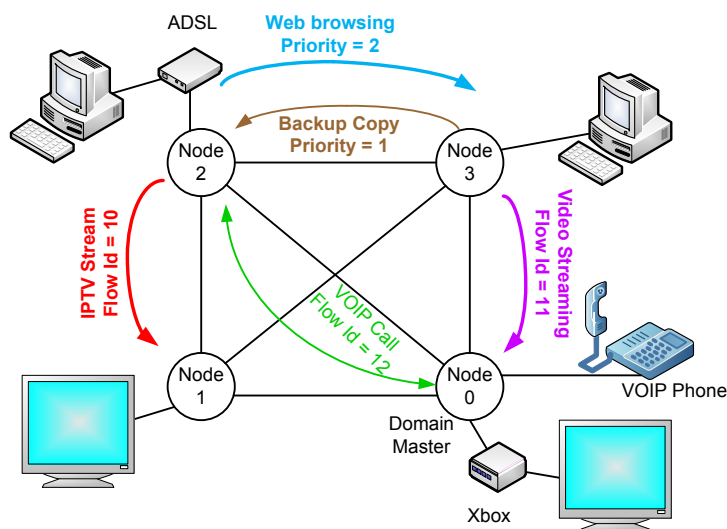 Web browsing
Priority = 2
ADSL
Backup Copy
Priority = 1
Node
2
Node
3
IPTV Stream
Flow Id = 10
Video Streaming
Flow Id = 11
VOIP Call
Flow Id = 12
Node
1
Node
0
VOIP Phone
Domain
Master
Xbox